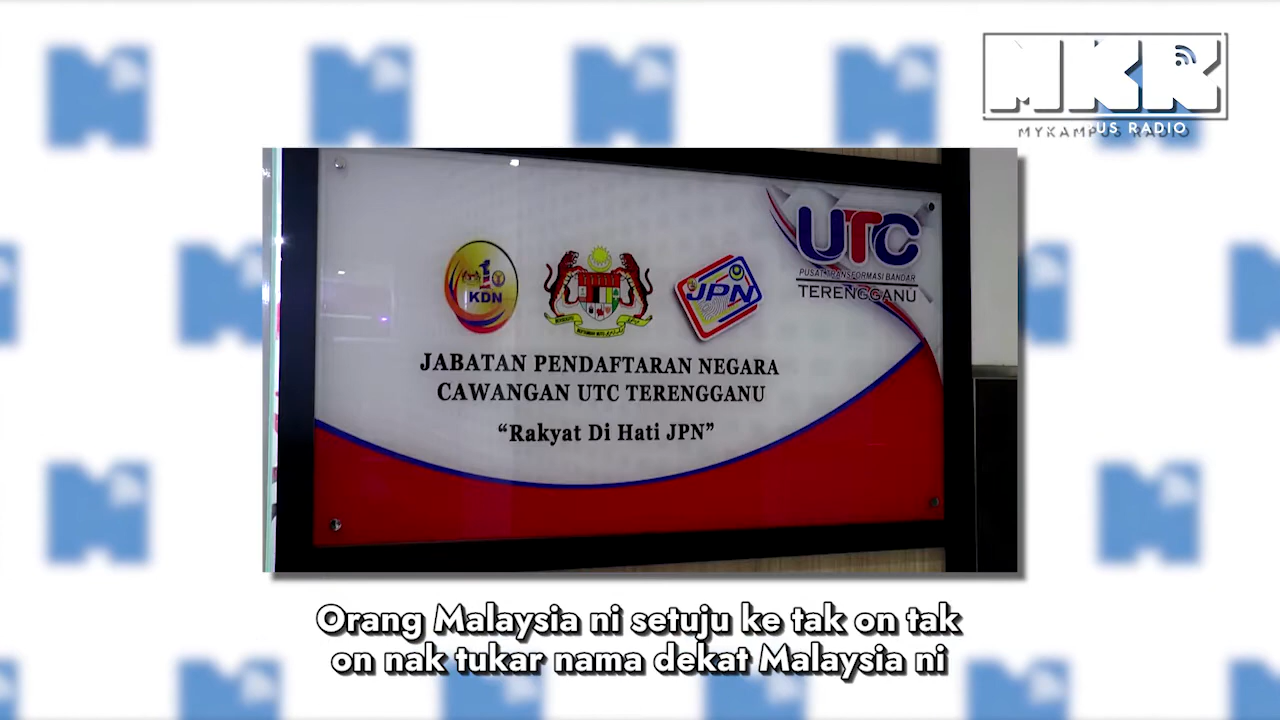 MKR
MYKAMPUS RADIO
UTC
PUSAT TRANSFORMASI BANDAR
TERENGGANU
1
KDN
JPN
JABATAN PENDAFTARAN NEGARA
CAWANGAN UTC TERENGGANU
“Rakyat Di Hati JPN”
Orang Malaysia ni setuju ke tak on tak
on nak tukar nama dekat Malaysia ni